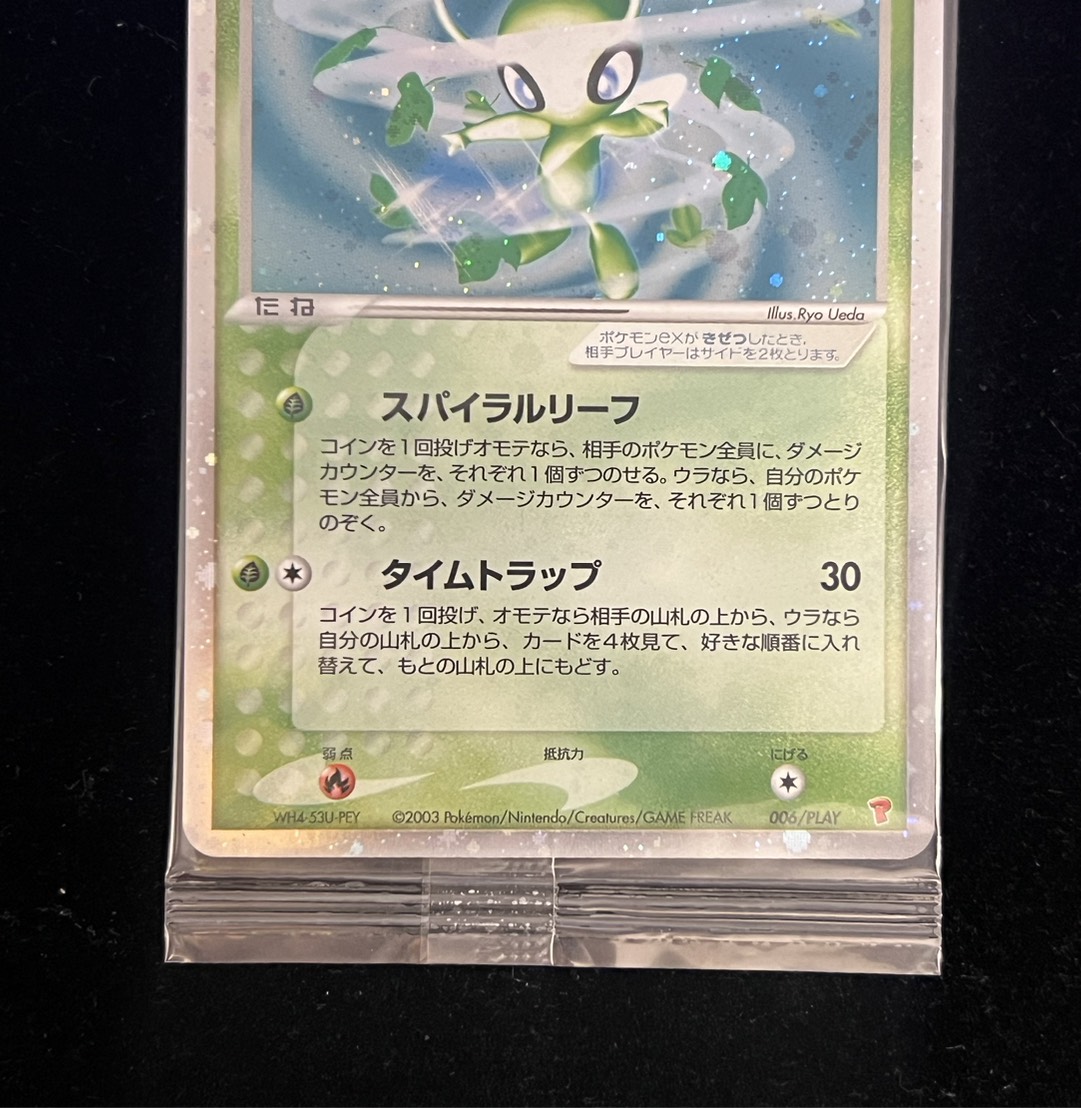 たね
Illus.Ryo Ueda
ポケモンexがきぜつしたとき、
相手プレイヤーはサイドを2枚とります。
スパイラルリーフ
コインを1回投げオモテなら、相手のポケモン全員に、ダメージ
カウンターを、それぞれ1個ずつのせる。ウラなら、自分のポケ
モン全員から、ダメージカウンターを、それぞれ1個ずつとり
のぞく。
タイムトラップ 30
コインを1回投げ、オモテなら相手の山札の上から、ウラなら
自分の山札の上から、カードを4枚見て、好きな順番に入れ
替えて、もとの山札の上にもどす。
弱点 抵抗力 にげる
WH4-53U-PEY ©2003 Pokémon/Nintendo/Creatures/GAME FREAK 006/PLAY